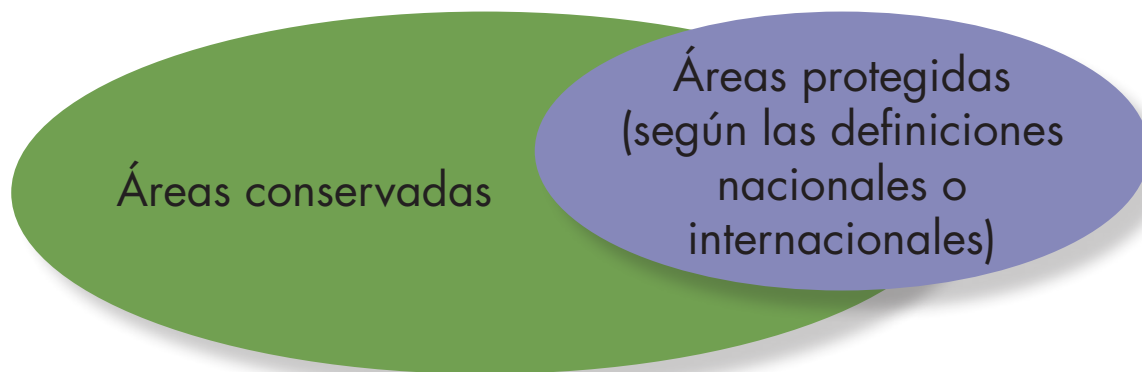 Áreas conservadas
Áreas protegidas
(según las definiciones
nacionales o
internacionales)